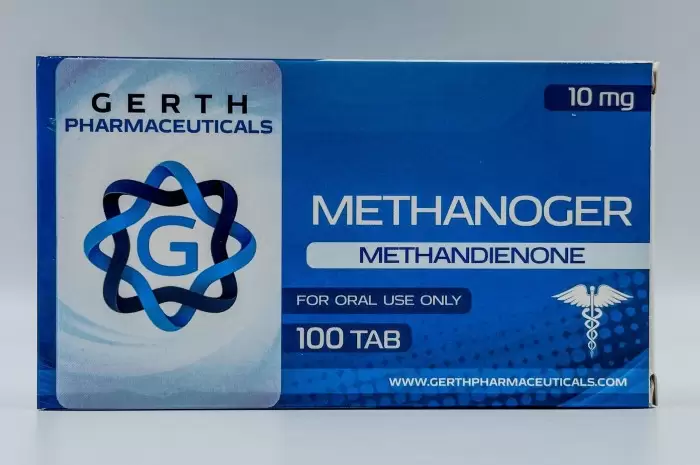 GERTH
PHARMACEUTICALS
G
10 mg
METHANOGER
METHANDIENONE
FOR ORAL USE ONLY
100 TAB
WWW.GERTHPHARMACEUTICALS.COM